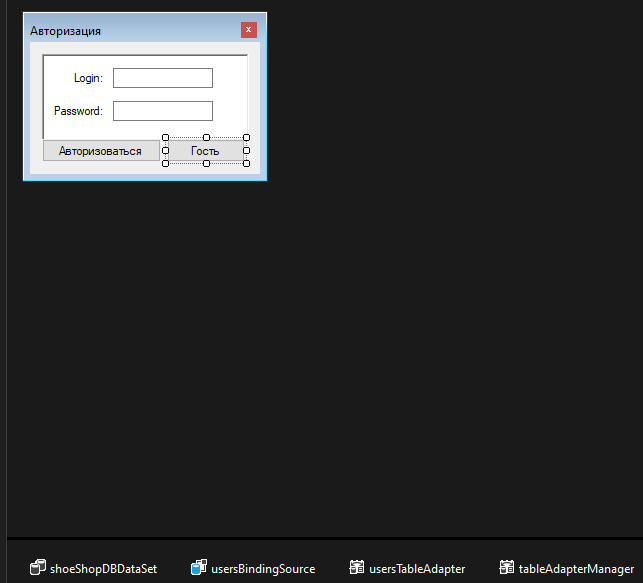 Авторизация
x
Login:
Password:
Авторизоваться Гость
shoeShopDBDataSet usersBindingSource usersTableAdapter tableAdapterManager